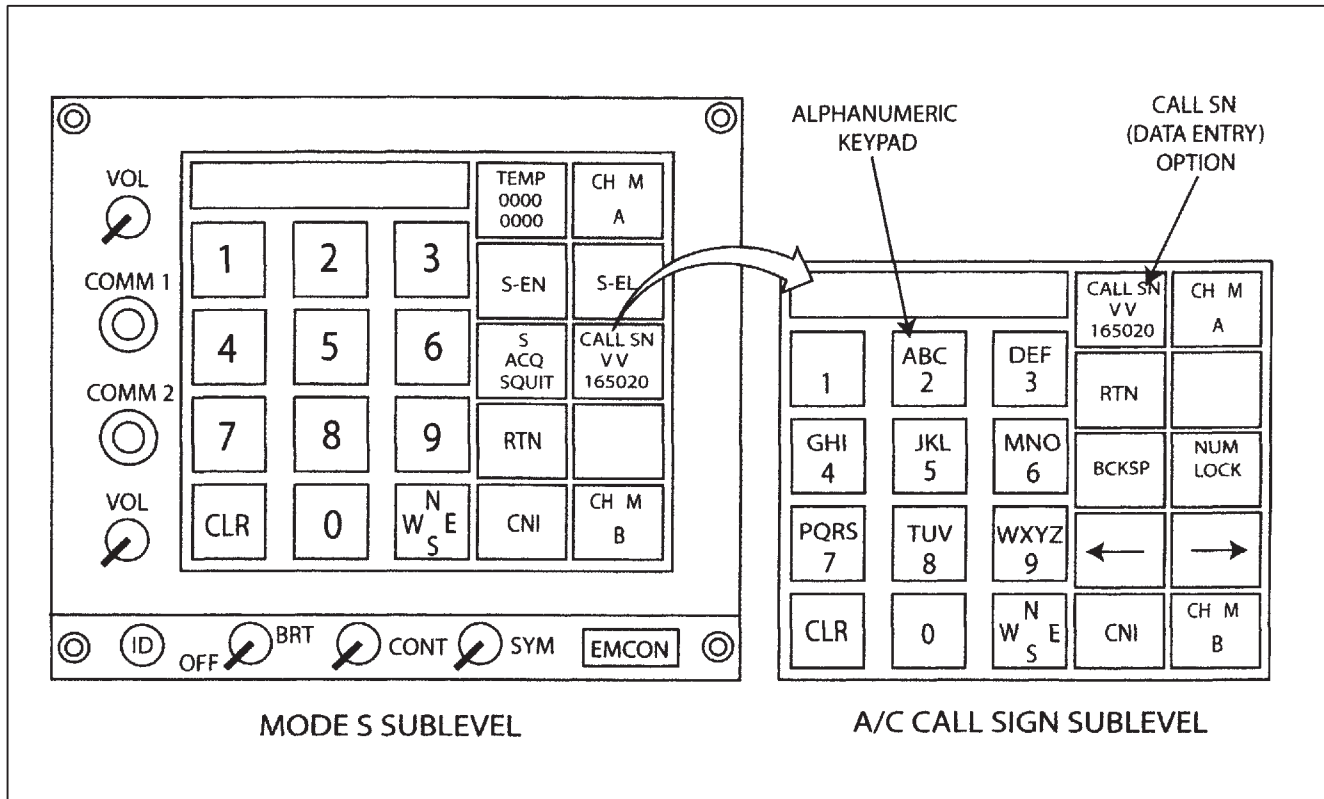 ALPHANUMERIC
KEYPAD
CALL SN
(DATA ENTRY)
OPTION
VOL
COMM 1
COMM 2
VOL
TEMP
0000
0000
CH M
A
1
2
3
S-EN
S-EL
4
5
6
S
ACQ
SQUIT
CALL SN
V V
165020
7
8
9
RTN
CLR
0
N
W E
S
CNI
CH M
B
ID
OFF
BRT
CONT
SYM
EMCON
MODE S SUBLEVEL
CALL SN
V V
165020
CH M
A
1
ABC
2
DEF
3
RTN
GHI
4
JKL
5
MNO
6
BCKSP
NUM
LOCK
PQRS
7
TUV
8
WXYZ
9
CLR
0
N
W E
S
CNI
CH M
B
A/C CALL SIGN SUBLEVEL